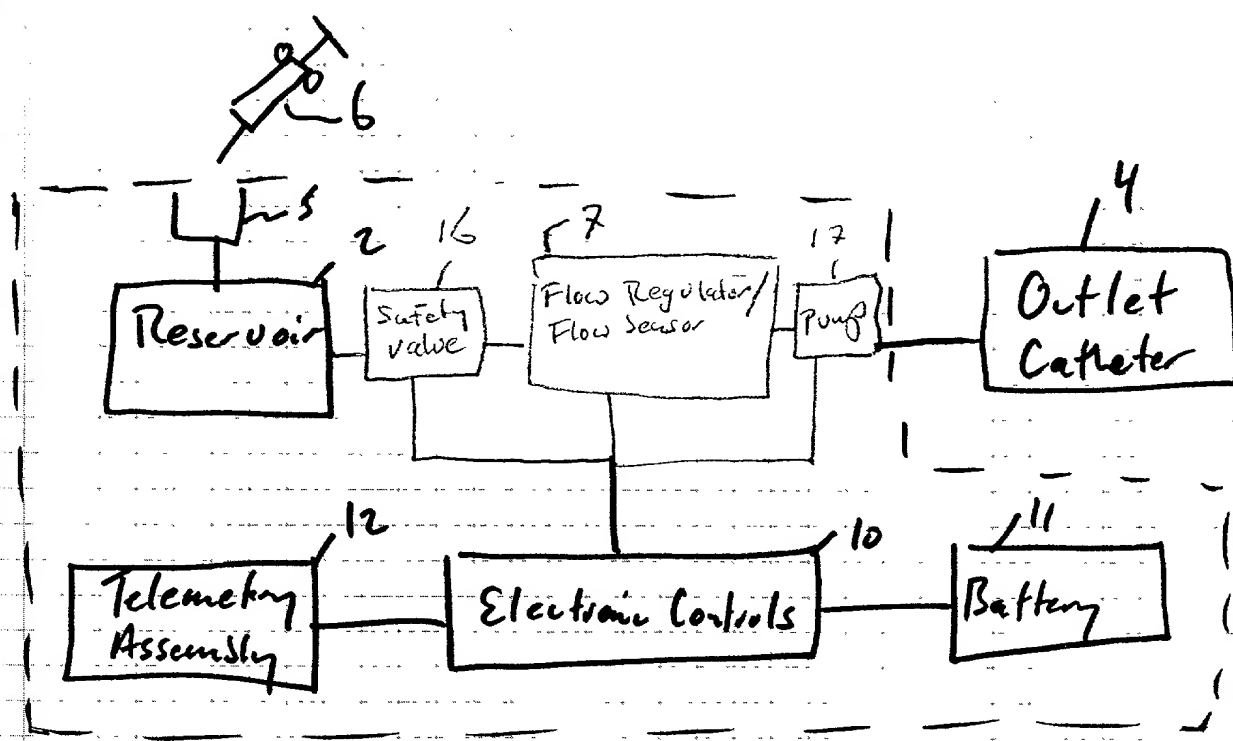 6
5
2
16
7
17
4
Reservoir
Safety
valve
Flow Regulator/
Flow Sensor
Pump
Outlet
Catheter
12
10
11
Telemetry
Assembly
Electronic Controls
Battery